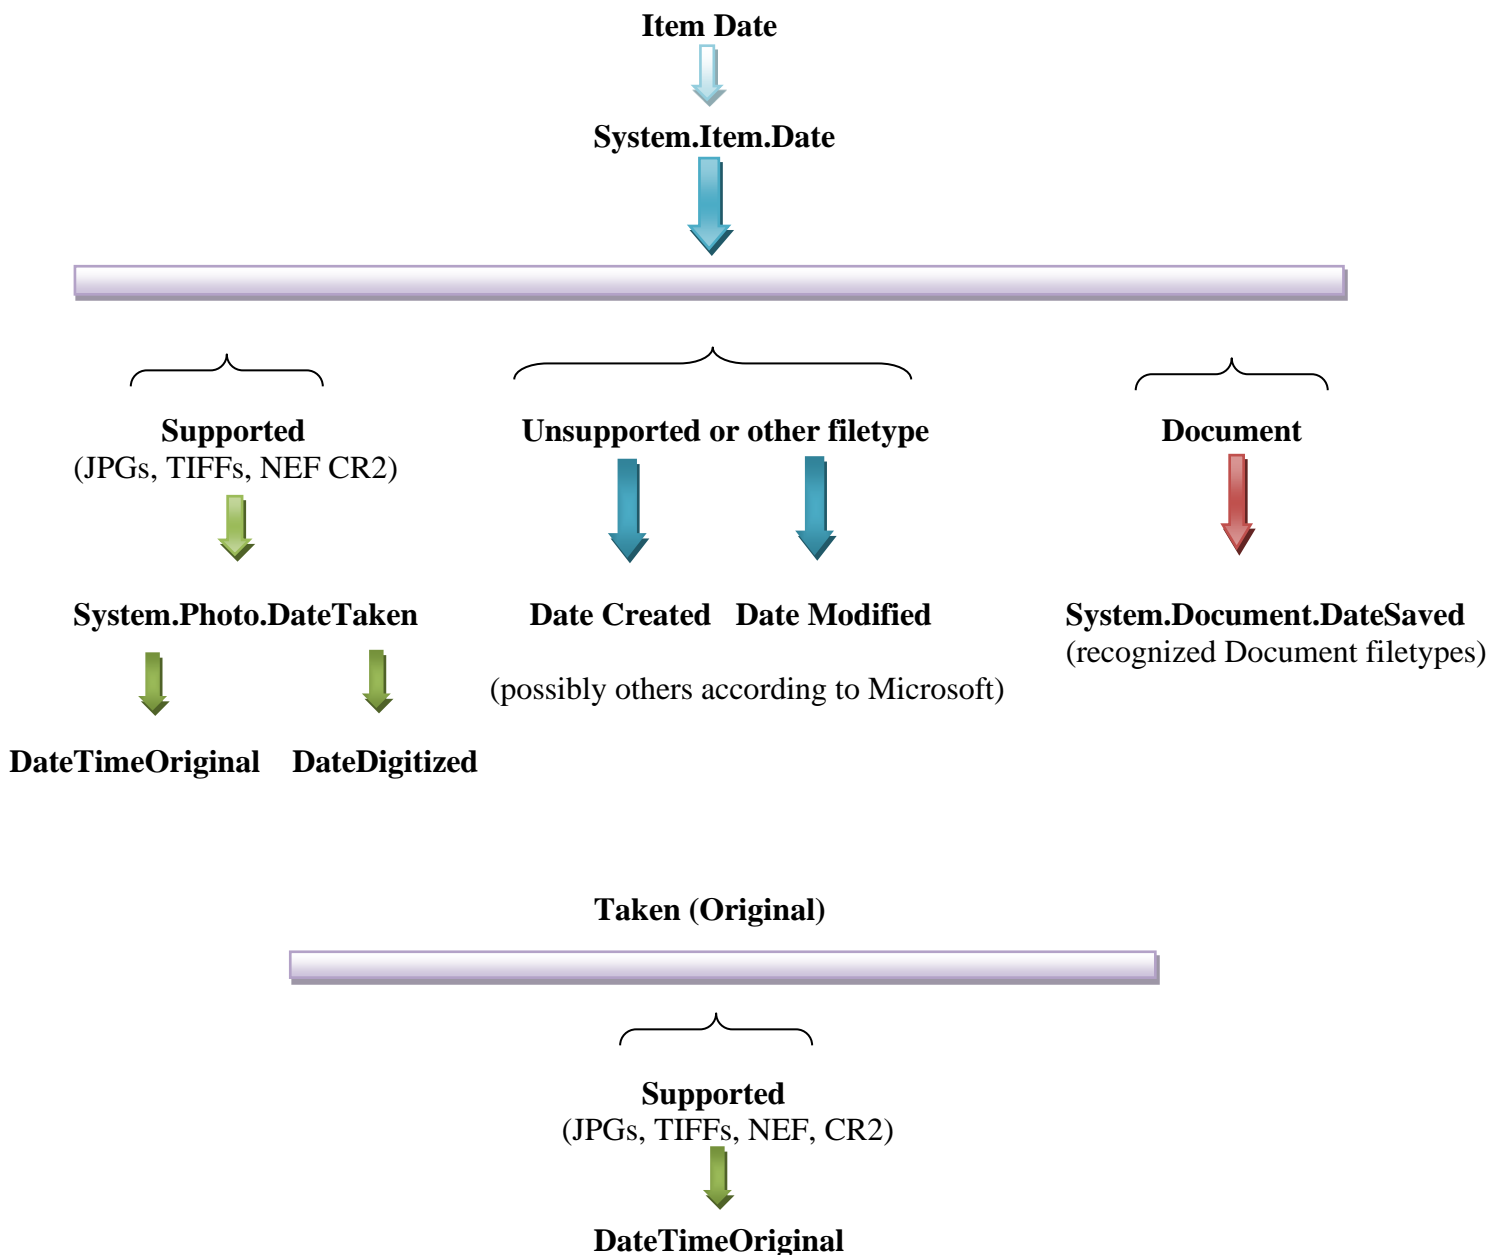 Item Date
System.Item.Date
Supported
(JPGs, TIFFs, NEF CR2)
Unsupported or other filetype
Document
System.Photo.DateTaken
Date Created
Date Modified
System.Document.DateSaved
(recognized Document filetypes)
(possibly others according to Microsoft)
DateTimeOriginal
DateDigitized
Taken (Original)
Supported
(JPGs, TIFFs, NEF, CR2)
DateTimeOriginal